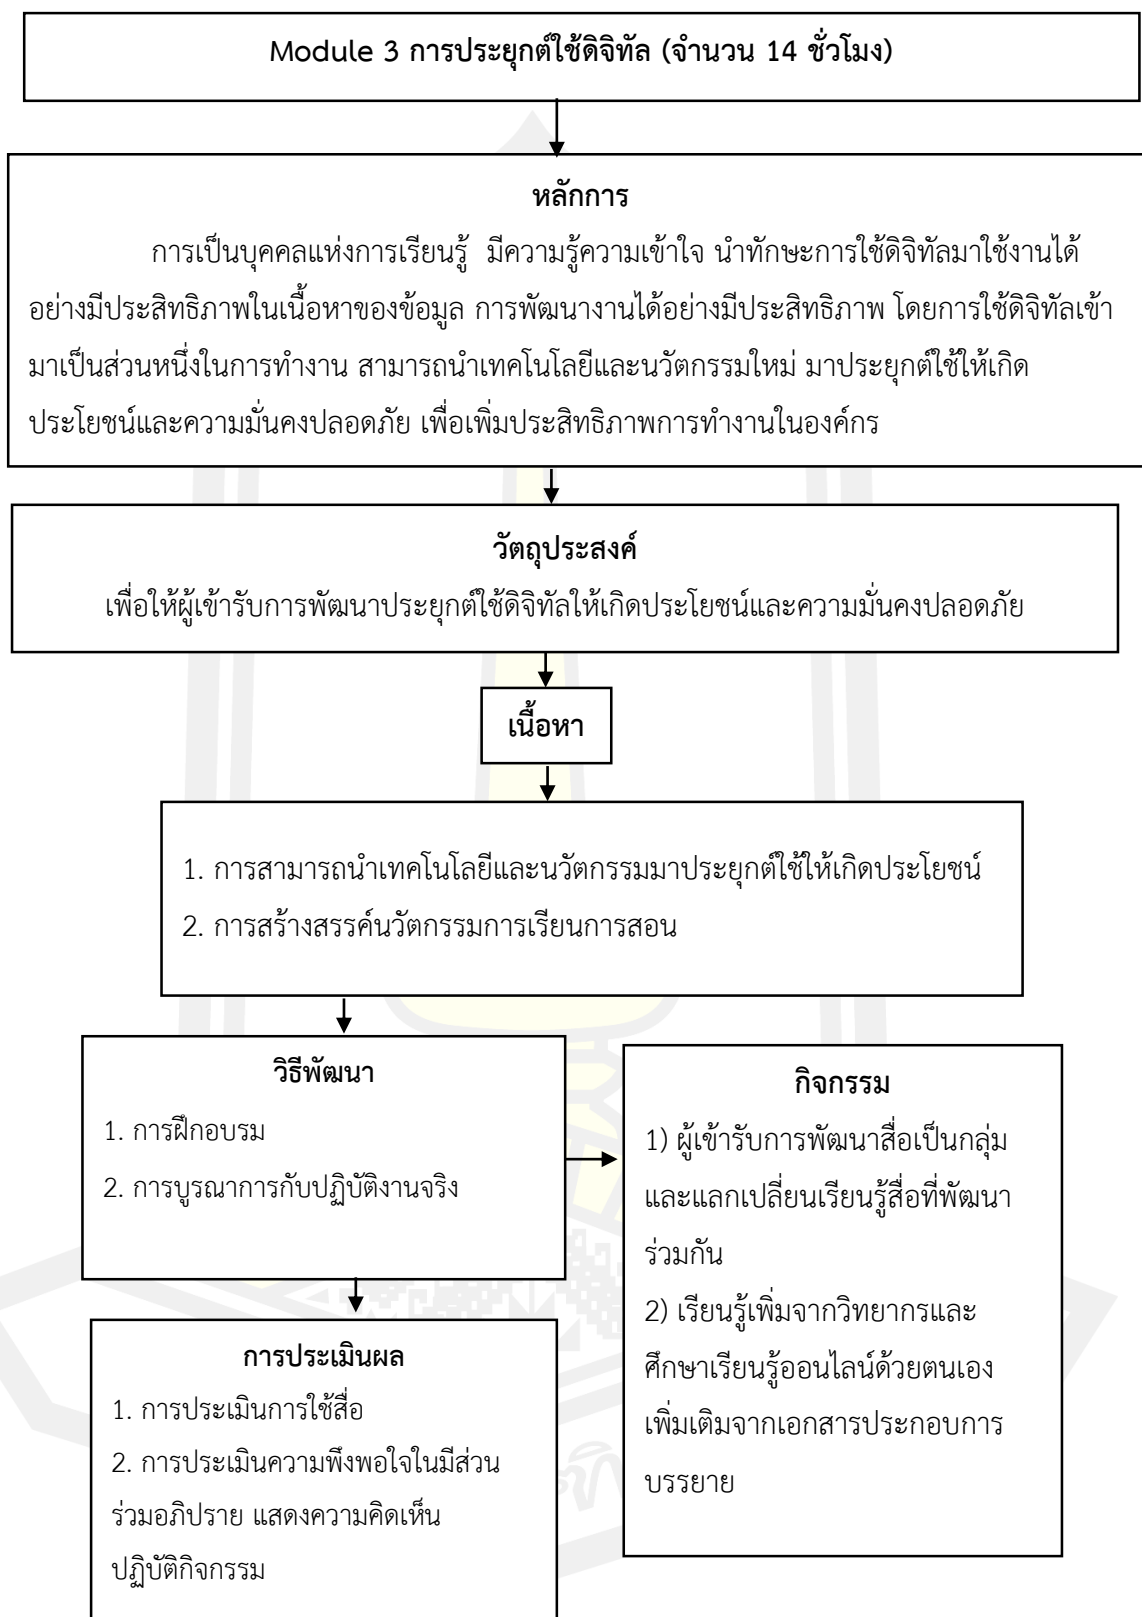 Module 3 การประยุกต์ใช้ดิจิทัล (จำนวน 14 ชั่วโมง)
หลักการ
การเป็นบุคคลแห่งการเรียนรู้ มีความรู้ความเข้าใจ นำทักษะการใช้ดิจิทัลมาใช้งานได้
อย่างมีประสิทธิภาพในเนื้อหาของข้อมูล การพัฒนางานได้อย่างมีประสิทธิภาพ โดยการใช้ดิจิทัลเข้า
มาเป็นส่วนหนึ่งในการทำงาน สามารถนำเทคโนโลยีและนวัตกรรมใหม่ มาประยุกต์ใช้ให้เกิด
ประโยชน์และความมั่นคงปลอดภัย เพื่อเพิ่มประสิทธิภาพการทำงานในองค์กร
วัตถุประสงค์
เพื่อให้ผู้เข้ารับการพัฒนาประยุกต์ใช้ดิจิทัลให้เกิดประโยชน์และความมั่นคงปลอดภัย
เนื้อหา
1. การสามารถนำเทคโนโลยีและนวัตกรรมมาประยุกต์ใช้ให้เกิดประโยชน์
2. การสร้างสรรค์นวัตกรรมการเรียนการสอน
วิธีพัฒนา
1. การฝึกอบรม
2. การบูรณาการกับปฏิบัติงานจริง
กิจกรรม
1) ผู้เข้ารับการพัฒนาสื่อเป็นกลุ่ม
และแลกเปลี่ยนเรียนรู้สื่อที่พัฒนา
ร่วมกัน
2) เรียนรู้เพิ่มจากวิทยากรและ
ศึกษาเรียนรู้ออนไลน์ด้วยตนเอง
เพิ่มเติมจากเอกสารประกอบการ
บรรยาย
การประเมินผล
1. การประเมินการใช้สื่อ
2. การประเมินความพึงพอใจในมีส่วน
ร่วมอภิปราย แสดงความคิดเห็น
ปฏิบัติกิจกรรม